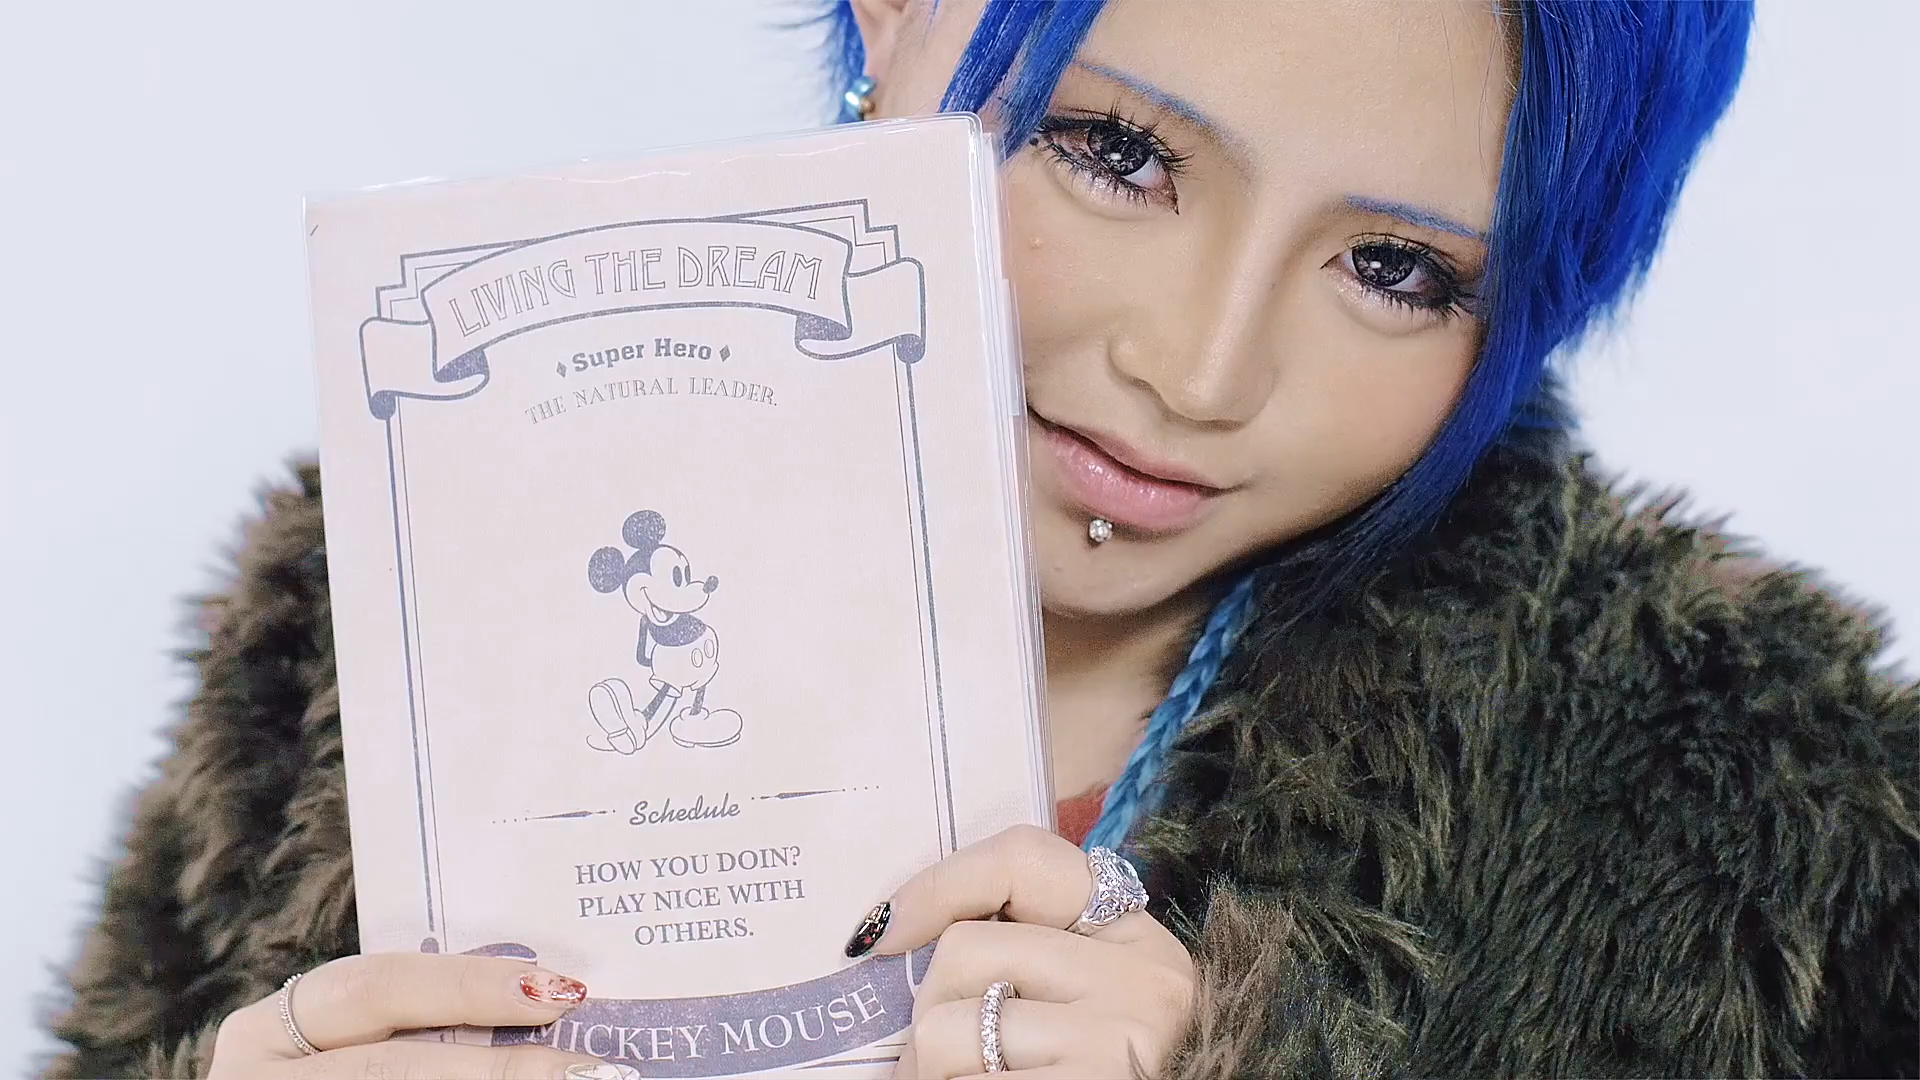 LIVING THE DREAM
Super Hero
THE NATURAL LEADER.
Schedule
HOW YOU DOIN?
PLAY NICE WITH
OTHERS.
MICKEY MOUSE